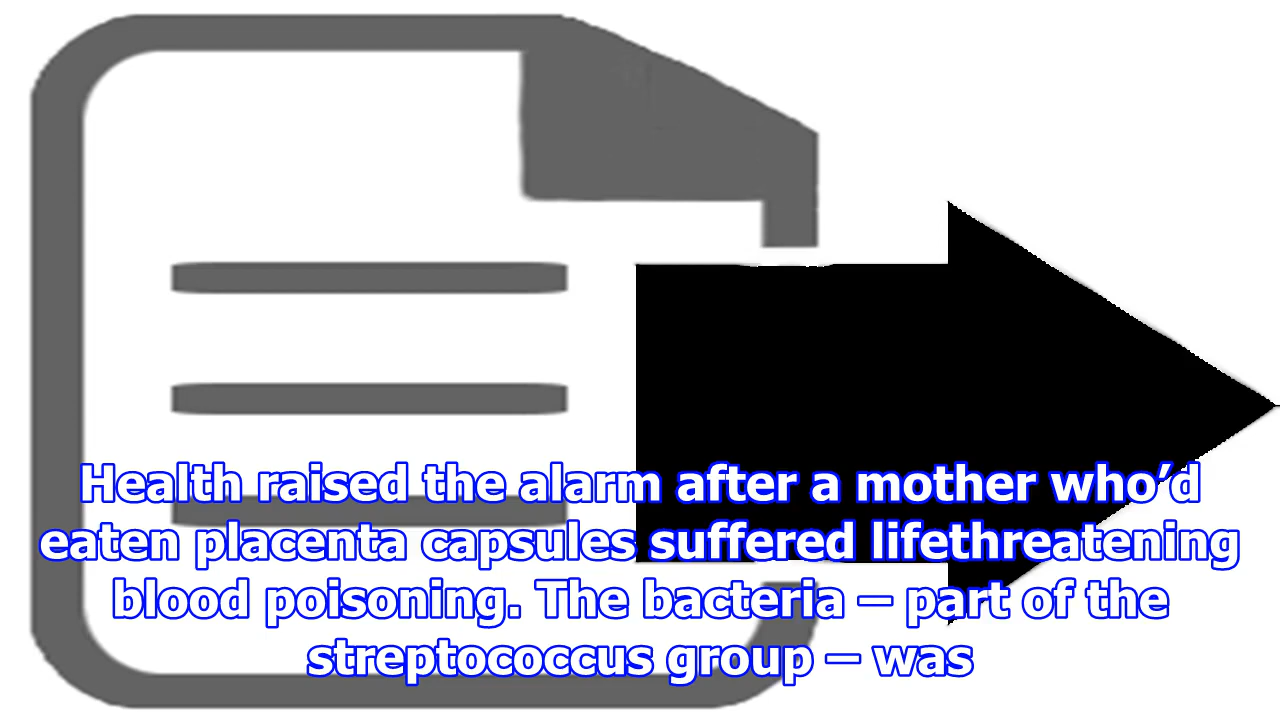 Health raised the alarm after a mother who’d
eaten placenta capsules suffered lifethreatening
blood poisoning. The bacteria – part of the
streptococcus group – was